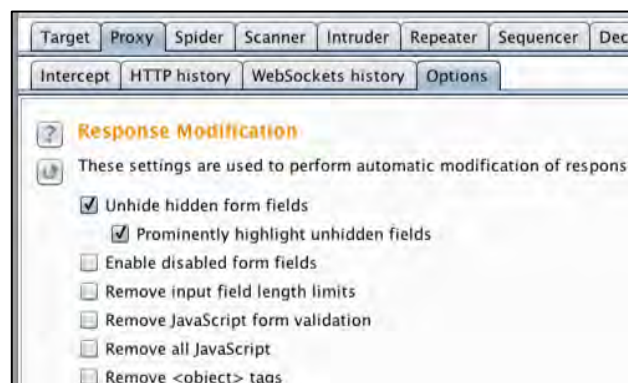 Target Proxy Spider Scanner Intruder Repeater Sequencer Dec
Intercept HTTP history WebSockets history Options
? Response Modification
These settings are used to perform automatic modification of respons
Unhide hidden form fields
Prominently highlight unhidden fields
Enable disabled form fields
Remove input field length limits
Remove JavaScript form validation
Remove all JavaScript
Remove <object> tags